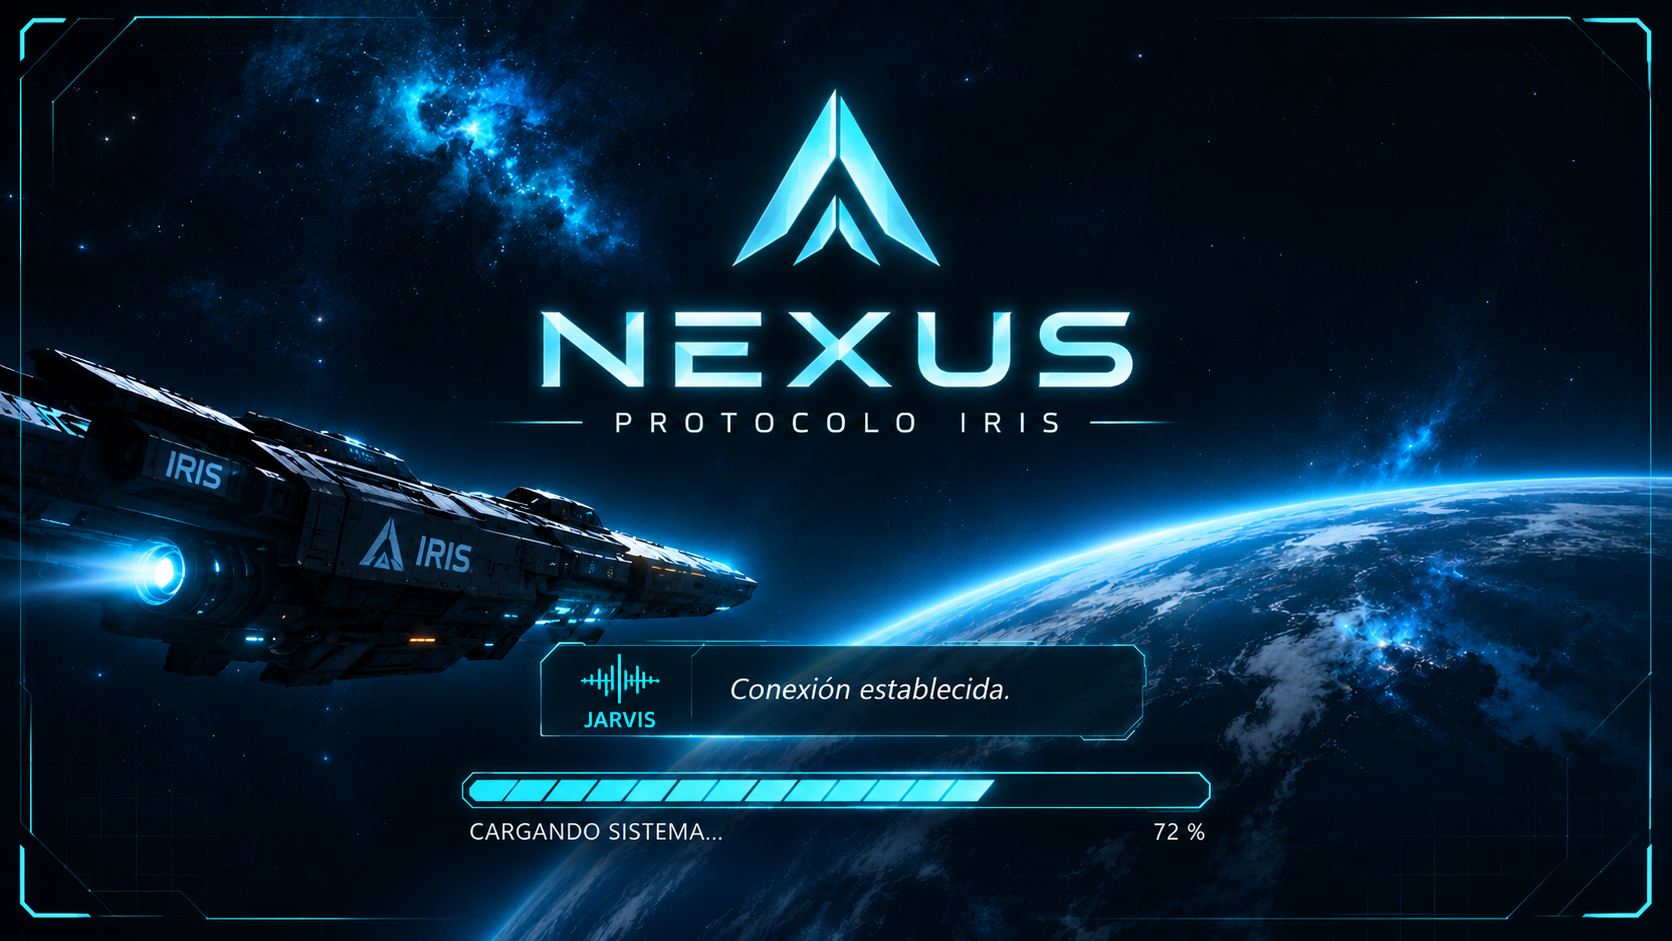 NEXUS
PROTOCOLO IRIS
IRIS
IRIS
JARVIS
Conexión establecida.
CARGANDO SISTEMA...
72 %